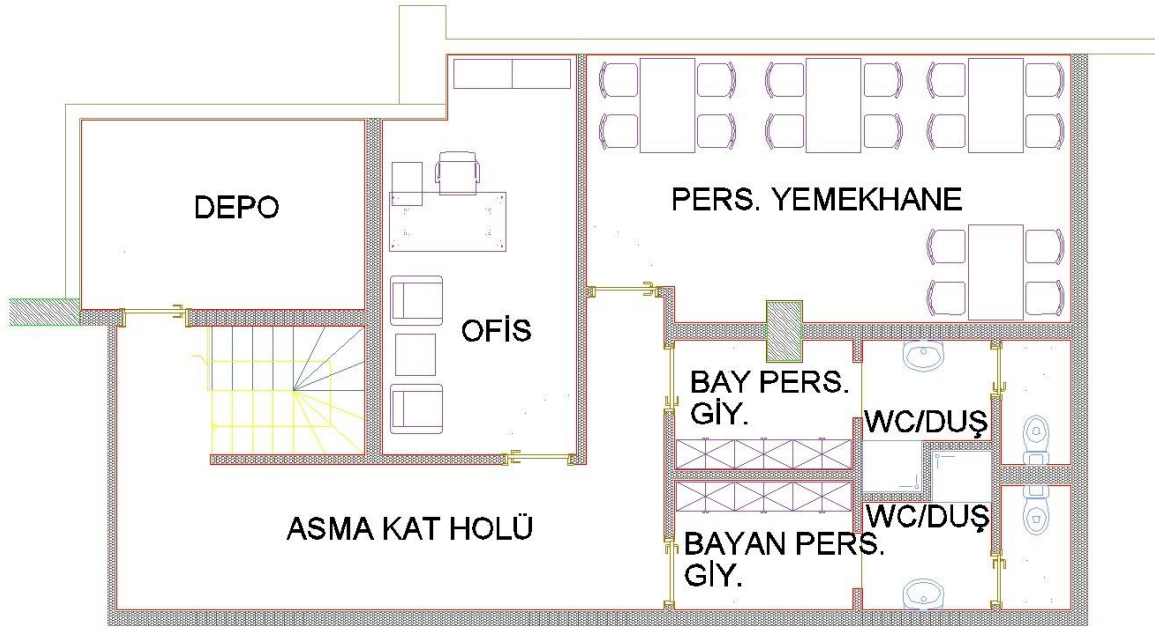 DEPO
PERS. YEMEKHANE
OFİS
BAY PERS.
GİY.
WC/DUŞ
ASMA KAT HOLÜ
WC/DUŞ
BAYAN PERS.
GİY.